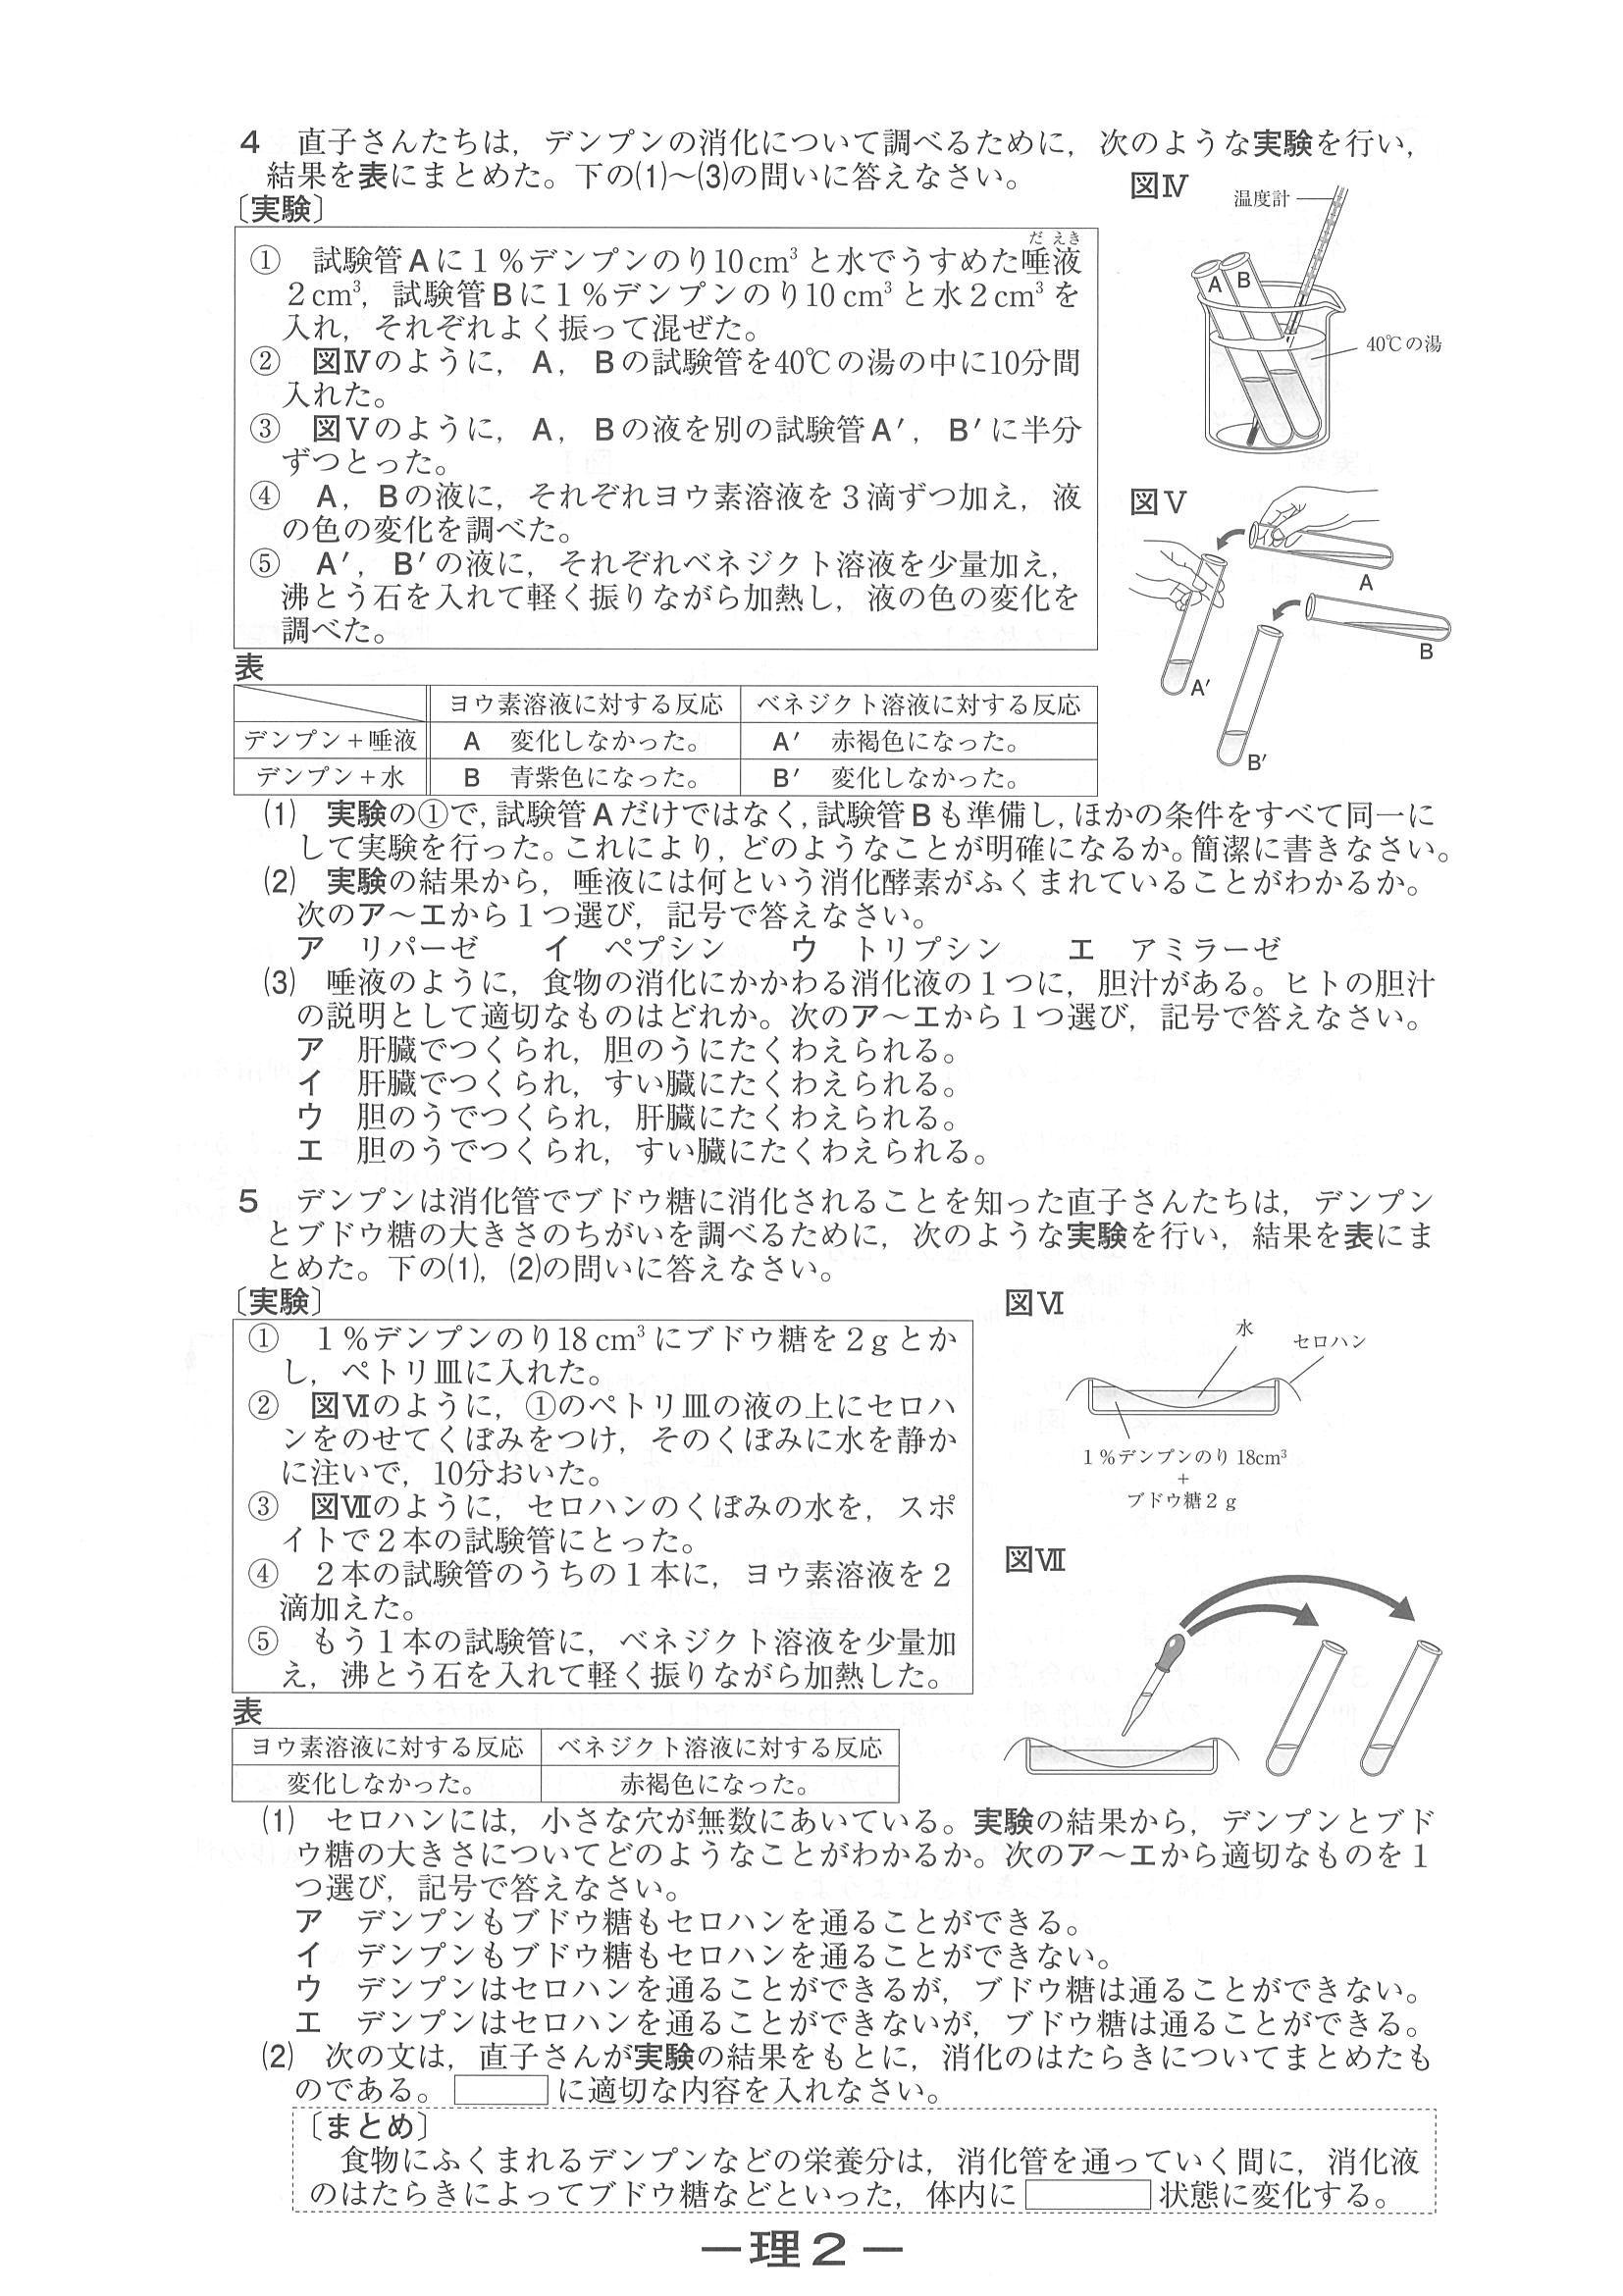 4　直子さんたちは，デンプンの消化について調べるために，次のような実験を行い，
結果を表にまとめた。下の(1)～(3)の問いに答えなさい。
〔実験〕
①　試験管Ａに１％デンプンのり10cm³と水でうすめた唾液
だ えき
２cm³，試験管Ｂに１％デンプンのり10cm³と水２cm³を
入れ，それぞれよく振って混ぜた。
②　図Ⅳのように，Ａ，Ｂの試験管を40℃の湯の中に10分間
入れた。
③　図Ⅴのように，Ａ，Ｂの液を別の試験管Ａ′，Ｂ′に半分
ずつとった。
④　Ａ，Ｂの液に，それぞれヨウ素溶液を３滴ずつ加え，液
の色の変化を調べた。
⑤　Ａ′，Ｂ′の液に，それぞれベネジクト溶液を少量加え，
沸とう石を入れて軽く振りながら加熱し，液の色の変化を
調べた。
図Ⅳ
温度計
A
B
40℃の湯
図Ⅴ
A
B
A′
B′
表
ヨウ素溶液に対する反応　ベネジクト溶液に対する反応
デンプン＋唾液　Ａ　変化しなかった。　Ａ′　赤褐色になった。
デンプン＋水　Ｂ　青紫色になった。　Ｂ′　変化しなかった。
(1)　実験の①で，試験管Ａだけではなく，試験管Ｂも準備し，ほかの条件をすべて同一に
して実験を行った。これにより，どのようなことが明確になるか。簡潔に書きなさい。
(2)　実験の結果から，唾液には何という消化酵素がふくまれていることがわかるか。
次のア～エから１つ選び，記号で答えなさい。
ア　リパーゼ　　イ　ペプシン　　ウ　トリプシン　　エ　アミラーゼ
(3)　唾液のように，食物の消化にかかわる消化液の１つに，胆汁がある。ヒトの胆汁
の説明として適切なものはどれか。次のア～エから１つ選び，記号で答えなさい。
ア　肝臓でつくられ，胆のうにたくわえられる。
イ　肝臓でつくられ，すい臓にたくわえられる。
ウ　胆のうでつくられ，肝臓にたくわえられる。
エ　胆のうでつくられ，すい臓にたくわえられる。
5　デンプンは消化管でブドウ糖に消化されることを知った直子さんたちは，デンプン
とブドウ糖の大きさのちがいを調べるために，次のような実験を行い，結果を表にま
とめた。下の(1)，(2)の問いに答えなさい。
〔実験〕
①　１％デンプンのり18cm³にブドウ糖を２gとか
し，ペトリ皿に入れた。
②　図Ⅵのように，①のペトリ皿の液の上にセロハ
ンをのせてくぼみをつけ，そのくぼみに水を静か
に注いで，10分おいた。
③　図Ⅶのように，セロハンのくぼみの水を，スポ
イトで２本の試験管にとった。
④　２本の試験管のうちの１本に，ヨウ素溶液を２
滴加えた。
⑤　もう１本の試験管に，ベネジクト溶液を少量加
え，沸とう石を入れて軽く振りながら加熱した。
図Ⅵ
水
セロハン
１％デンプンのり18cm³
＋
ブドウ糖２g
図Ⅶ
表
ヨウ素溶液に対する反応　ベネジクト溶液に対する反応
変化しなかった。　赤褐色になった。
(1)　セロハンには，小さな穴が無数にあいている。実験の結果から，デンプンとブド
ウ糖の大きさについてどのようなことがわかるか。次のア～エから適切なものを１
つ選び，記号で答えなさい。
ア　デンプンもブドウ糖もセロハンを通ることができる。
イ　デンプンもブドウ糖もセロハンを通ることができない。
ウ　デンプンはセロハンを通ることができるが，ブドウ糖は通ることができない。
エ　デンプンはセロハンを通ることができないが，ブドウ糖は通ることができる。
(2)　次の文は，直子さんが実験の結果をもとに，消化のはたらきについてまとめたも
のである。　　　に適切な内容を入れなさい。
〔まとめ〕
食物にふくまれるデンプンなどの栄養分は，消化管を通っていく間に，消化液
のはたらきによってブドウ糖などといった，体内に　　　　状態に変化する。
－理２－